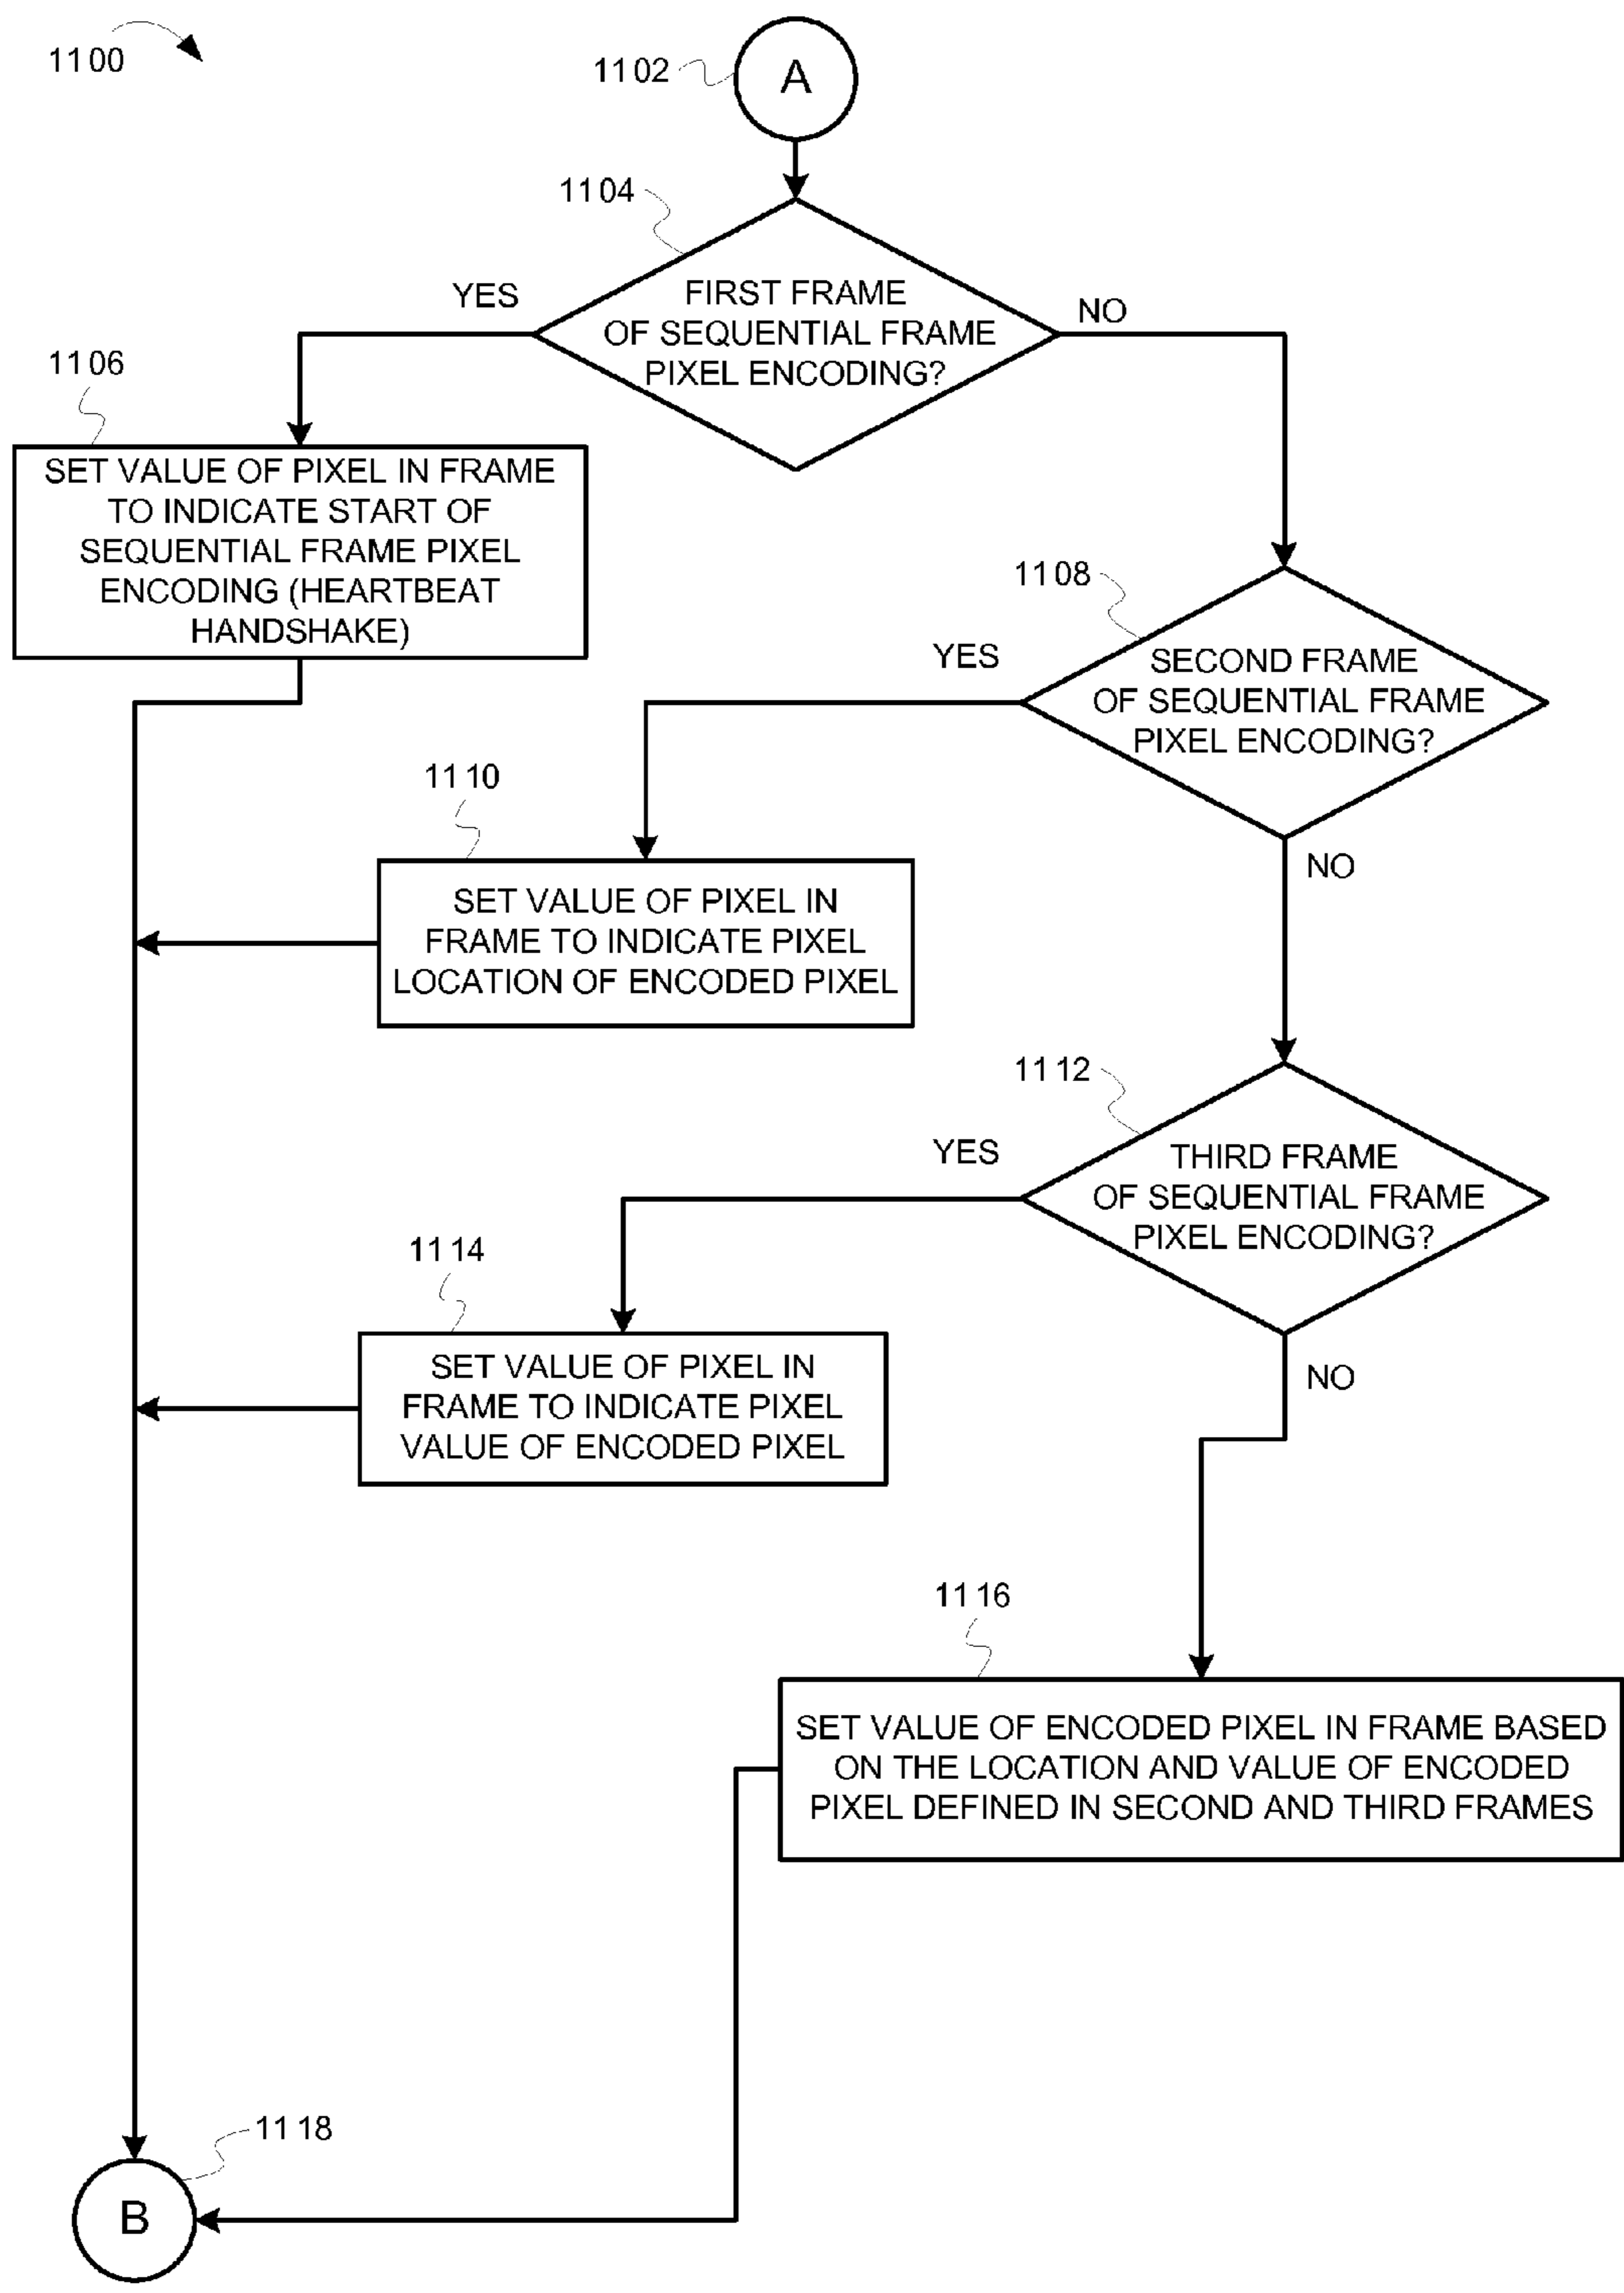 1100
1102
A
1104
YES
FIRST FRAME
OF SEQUENTIAL FRAME
PIXEL ENCODING?
NO
1106
SET VALUE OF PIXEL IN FRAME
TO INDICATE START OF
SEQUENTIAL FRAME PIXEL
ENCODING (HEARTBEAT
HANDSHAKE)
1108
YES
SECOND FRAME
OF SEQUENTIAL FRAME
PIXEL ENCODING?
NO
1110
SET VALUE OF PIXEL IN
FRAME TO INDICATE PIXEL
LOCATION OF ENCODED PIXEL
1112
YES
THIRD FRAME
OF SEQUENTIAL FRAME
PIXEL ENCODING?
NO
1114
SET VALUE OF PIXEL IN
FRAME TO INDICATE PIXEL
VALUE OF ENCODED PIXEL
1116
SET VALUE OF ENCODED PIXEL IN FRAME BASED
ON THE LOCATION AND VALUE OF ENCODED
PIXEL DEFINED IN SECOND AND THIRD FRAMES
1118
B